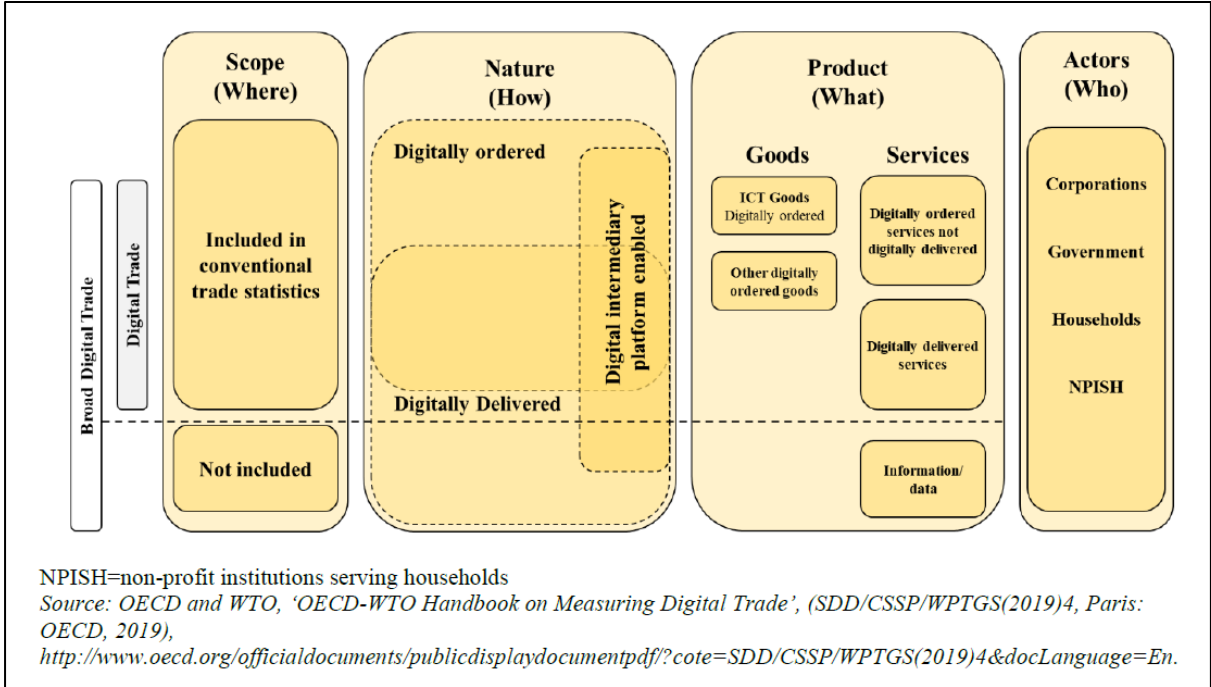 Broad Digital Trade
Digital Trade
Scope
(Where)
Included in
conventional
trade statistics
Not included
Nature
(How)
Digitally ordered
Digitally Delivered
Digital intermediary
platform enabled
Product
(What)
Goods
ICT Goods
Digitally ordered
Other digitally
ordered goods
Services
Digitally ordered
services not
digitally delivered
Digitally delivered
services
Information/
data
Actors
(Who)
Corporations
Government
Households
NPISH
NPISH=non-profit institutions serving households
Source: OECD and WTO, ‘OECD-WTO Handbook on Measuring Digital Trade’, (SDD/CSSP/WPTGS(2019)4, Paris:
OECD, 2019),
http://www.oecd.org/officialdocuments/publicdisplaydocumentpdf/?cote=SDD/CSSP/WPTGS(2019)4&docLanguage=En.